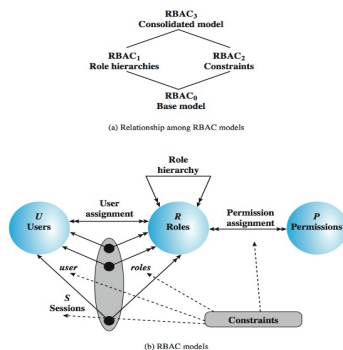 RBAC₃
Consolidated model
RBAC₁
Role hierarchies
RBAC₂
Constraints
RBAC₀
Base model
(a) Relationship among RBAC models
Role
hierarchy
User
assignment
Permission
assignment
U
Users
R
Roles
P
Permissions
user
roles
S
Sessions
Constraints
(b) RBAC models